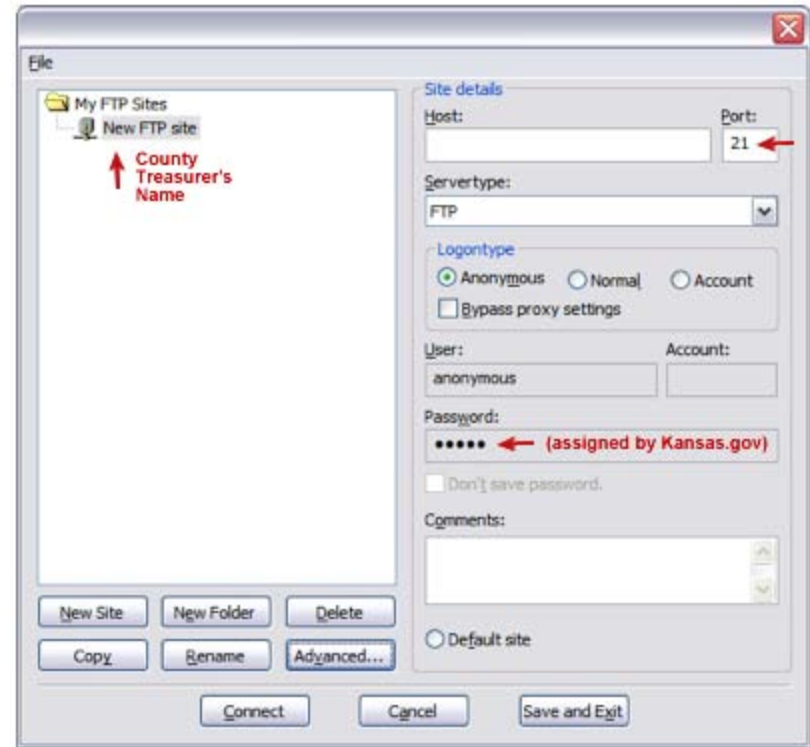 File
My FTP Sites
New FTP site
County
Treasurer's
Name
New Site New Folder Delete
Copy Rename Advanced...
Site details
Host: Port:
21
Servertype:
FTP
Logontype
Anonymous Normal Account
Bypass proxy settings
User: Account:
anonymous
Password:
••••• (assigned by Kansas.gov)
Don't save password.
Comments:
Default site
Connect Cancel Save and Exit